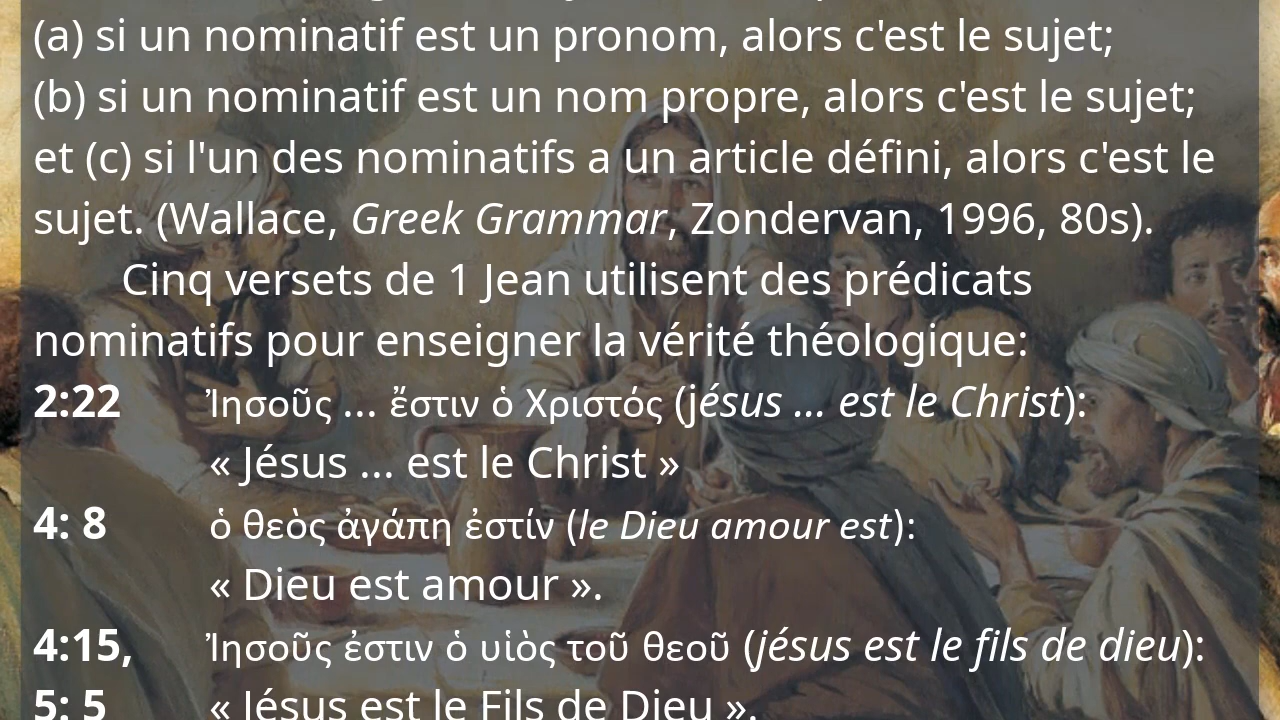 (a) si un nominatif est un pronom, alors c'est le sujet;
(b) si un nominatif est un nom propre, alors c'est le sujet;
et (c) si l'un des nominatifs a un article défini, alors c'est le
sujet. (Wallace, Greek Grammar, Zondervan, 1996, 80s).
Cinq versets de 1 Jean utilisent des prédicats
nominatifs pour enseigner la vérité théologique:
2:22 Ἰησοῦς ... ἔστιν ὁ Χριστός (jésus ... est le Christ):
« Jésus ... est le Christ »
4: 8 ὁ θεὸς ἀγάπη ἐστίν (le Dieu amour est):
« Dieu est amour ».
4:15, Ἰησοῦς ἐστιν ὁ υἱὸς τοῦ θεοῦ (jésus est le fils de dieu):
5: 5 « Jésus est le Fils de Dieu ».